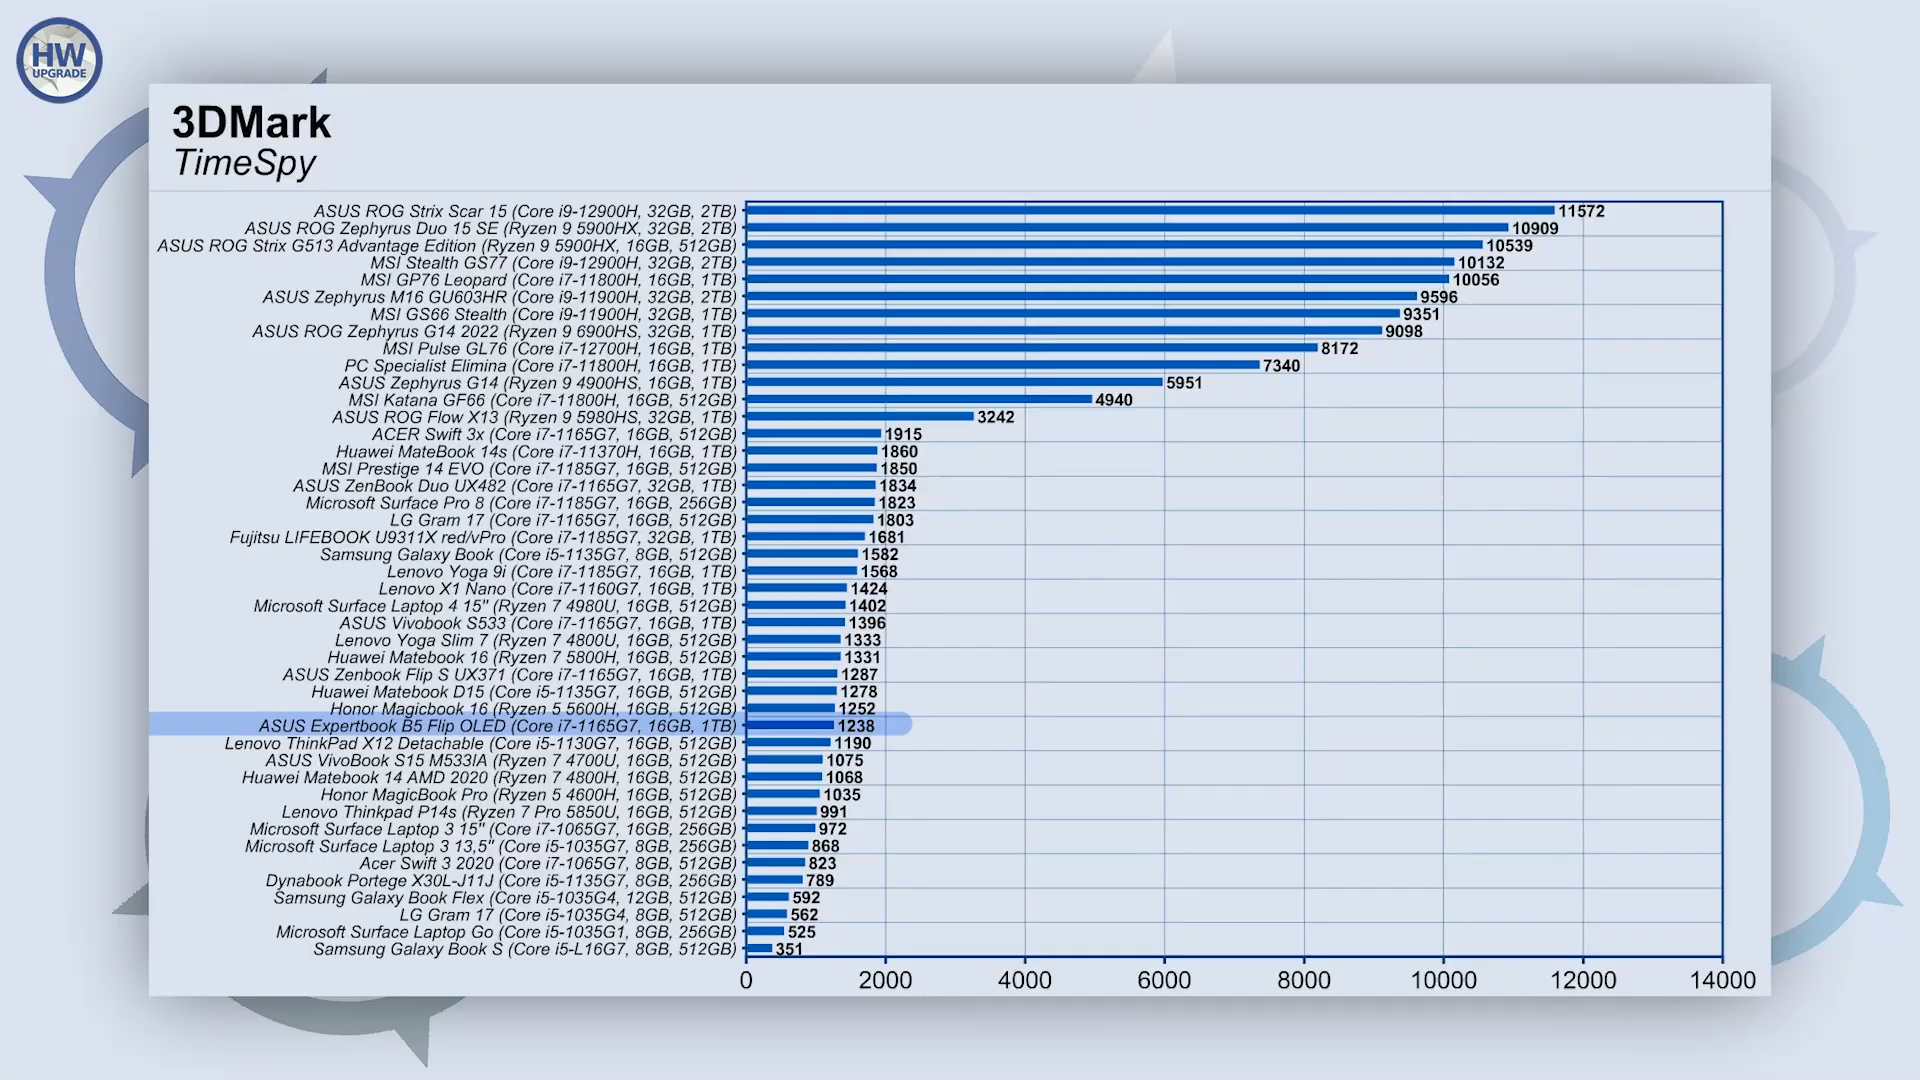 HW
UPGRADE
3DMark
TimeSpy
ASUS ROG Strix Scar 15 (Core i9-12900H, 32GB, 2TB) 11572
ASUS ROG Zephyrus Duo 15 SE (Ryzen 9 5900HX, 32GB, 2TB) 10909
ASUS ROG Strix G513 Advantage Edition (Ryzen 9 5900HX, 16GB, 512GB) 10539
MSI Stealth GS77 (Core i9-12900H, 32GB, 2TB) 10132
MSI GP76 Leopard (Core i7-11800H, 16GB, 1TB) 10056
ASUS Zephyrus M16 GU603HR (Core i9-11900H, 32GB, 2TB) 9596
MSI GS66 Stealth (Core i9-11900H, 32GB, 2TB) 9351
ASUS ROG Zephyrus G14 2022 (Ryzen 9 6900HS, 32GB, 1TB) 9098
MSI Pulse GL76 (Core i7-12700H, 16GB, 1TB) 8172
PC Specialist Elimina (Core i7-11800H, 16GB, 1TB) 7340
ASUS Zephyrus G14 (Ryzen 9 4900HS, 16GB, 1TB) 5951
MSI Katana GF66 (Core i7-11800H, 16GB, 512GB) 4940
ASUS ROG Flow X13 (Ryzen 9 5980HS, 32GB, 1TB) 3242
ACER Swift 3x (Core i7-1165G7, 16GB, 512GB) 1915
Huawei MateBook 14s (Core i7-11370H, 16GB, 1TB) 1860
MSI Prestige 14 EVO (Core i7-1185G7, 16GB, 512GB) 1850
ASUS ZenBook Duo UX482 (Core i7-1165G7, 32GB, 1TB) 1834
Microsoft Surface Pro 8 (Core i7-1185G7, 16GB, 256GB) 1823
LG Gram 17 (Core i7-1165G7, 16GB, 512GB) 1803
Fujitsu LIFEBOOK U9311X red/vPro (Core i7-1185G7, 32GB, 1TB) 1681
Samsung Galaxy Book (Core i5-1135G7, 8GB, 512GB) 1582
Lenovo Yoga 9i (Core i7-1185G7, 16GB, 1TB) 1568
Lenovo X1 Nano (Core i7-1160G7, 16GB, 1TB) 1424
Microsoft Surface Laptop 4 15" (Ryzen 7 4980U, 16GB, 512GB) 1402
ASUS Vivobook S533 (Core i7-1165G7, 16GB, 1TB) 1396
Lenovo Yoga Slim 7 (Ryzen 7 4800U, 16GB, 512GB) 1333
Huawei Matebook 16 (Ryzen 7 5800H, 16GB, 512GB) 1331
ASUS Zenbook Flip S UX371 (Core i7-1165G7, 16GB, 1TB) 1287
Huawei Matebook D15 (Core i5-1135G7, 16GB, 512GB) 1278
Honor Magicbook 16 (Ryzen 5 5600H, 16GB, 512GB) 1252
ASUS Expertbook B5 Flip OLED (Core i7-1165G7, 16GB, 1TB) 1238
Lenovo ThinkPad X12 Detachable (Core i5-1130G7, 16GB, 512GB) 1190
ASUS VivoBook S15 M533IA (Ryzen 7 4700U, 16GB, 512GB) 1075
Huawei Matebook 14 AMD 2020 (Ryzen 7 4800H, 16GB, 512GB) 1068
Honor MagicBook Pro (Ryzen 5 4600H, 16GB, 512GB) 1035
Lenovo Thinkpad P14s (Ryzen 7 Pro 5850U, 16GB, 512GB) 991
Microsoft Surface Laptop 3 15" (Core i7-1065G7, 16GB, 256GB) 972
Microsoft Surface Laptop 3 13,5" (Core i5-1035G7, 8GB, 256GB) 868
Acer Swift 3 2020 (Core i7-1065G7, 8GB, 512GB) 823
Dynabook Portege X30L-J11J (Core i5-1135G7, 8GB, 256GB) 789
Samsung Galaxy Book Flex (Core i5-1035G4, 12GB, 512GB) 592
LG Gram 17 (Core i5-1035G4, 8GB, 512GB) 562
Microsoft Surface Laptop Go (Core i5-1035G1, 8GB, 256GB) 525
Samsung Galaxy Book S (Core i5-L16G7, 8GB, 512GB) 351
0 2000 4000 6000 8000 10000 12000 14000